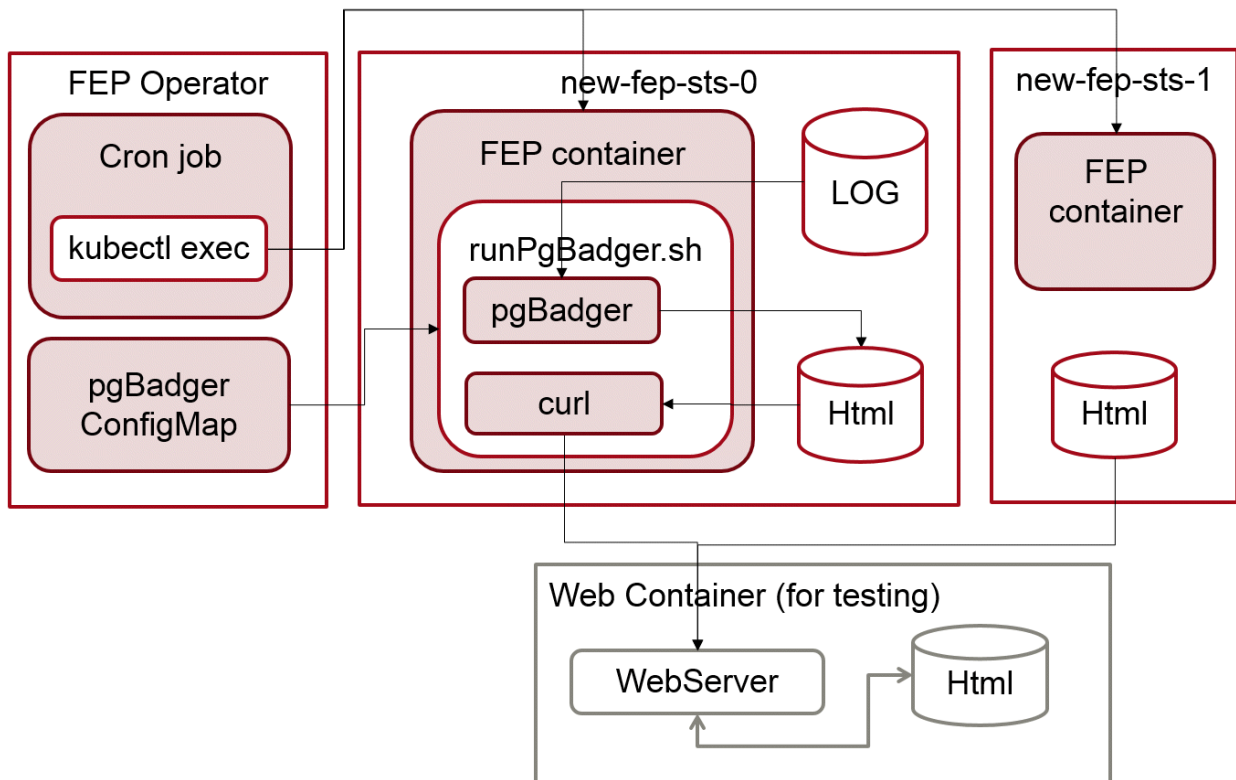 FEP Operator
Cron job
kubectl exec
pgBadger
ConfigMap
new-fep-sts-0
FEP container
LOG
runPgBadger.sh
pgBadger
curl
Html
new-fep-sts-1
FEP
container
Html
Web Container (for testing)
WebServer
Html